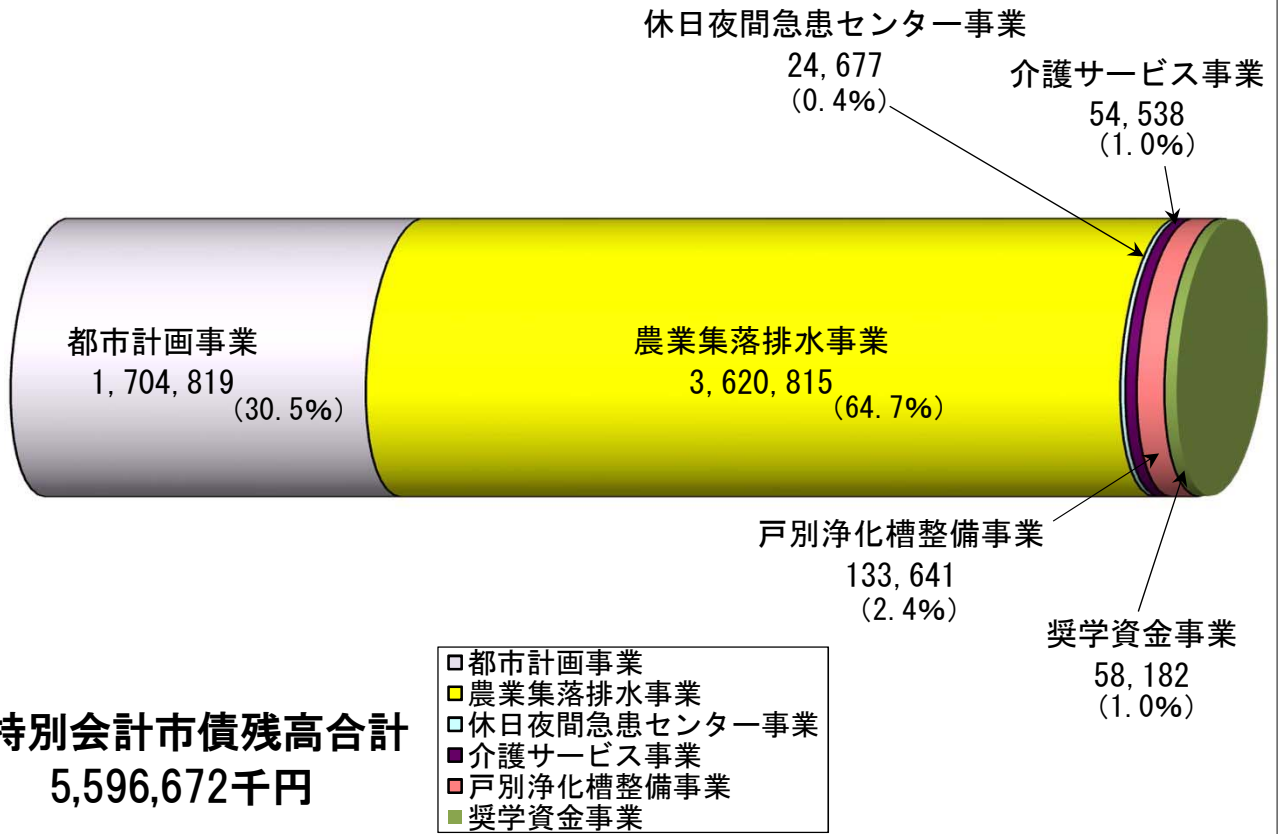 休日夜間急患センター事業
24,677
(0.4%)
介護サービス事業
54,538
(1.0%)
都市計画事業
1,704,819
(30.5%)
農業集落排水事業
3,620,815
(64.7%)
戸別浄化槽整備事業
133,641
(2.4%)
奨学資金事業
58,182
(1.0%)
都市計画事業
農業集落排水事業
休日夜間急患センター事業
介護サービス事業
戸別浄化槽整備事業
奨学資金事業
特別会計市債残高合計
5,596,672千円